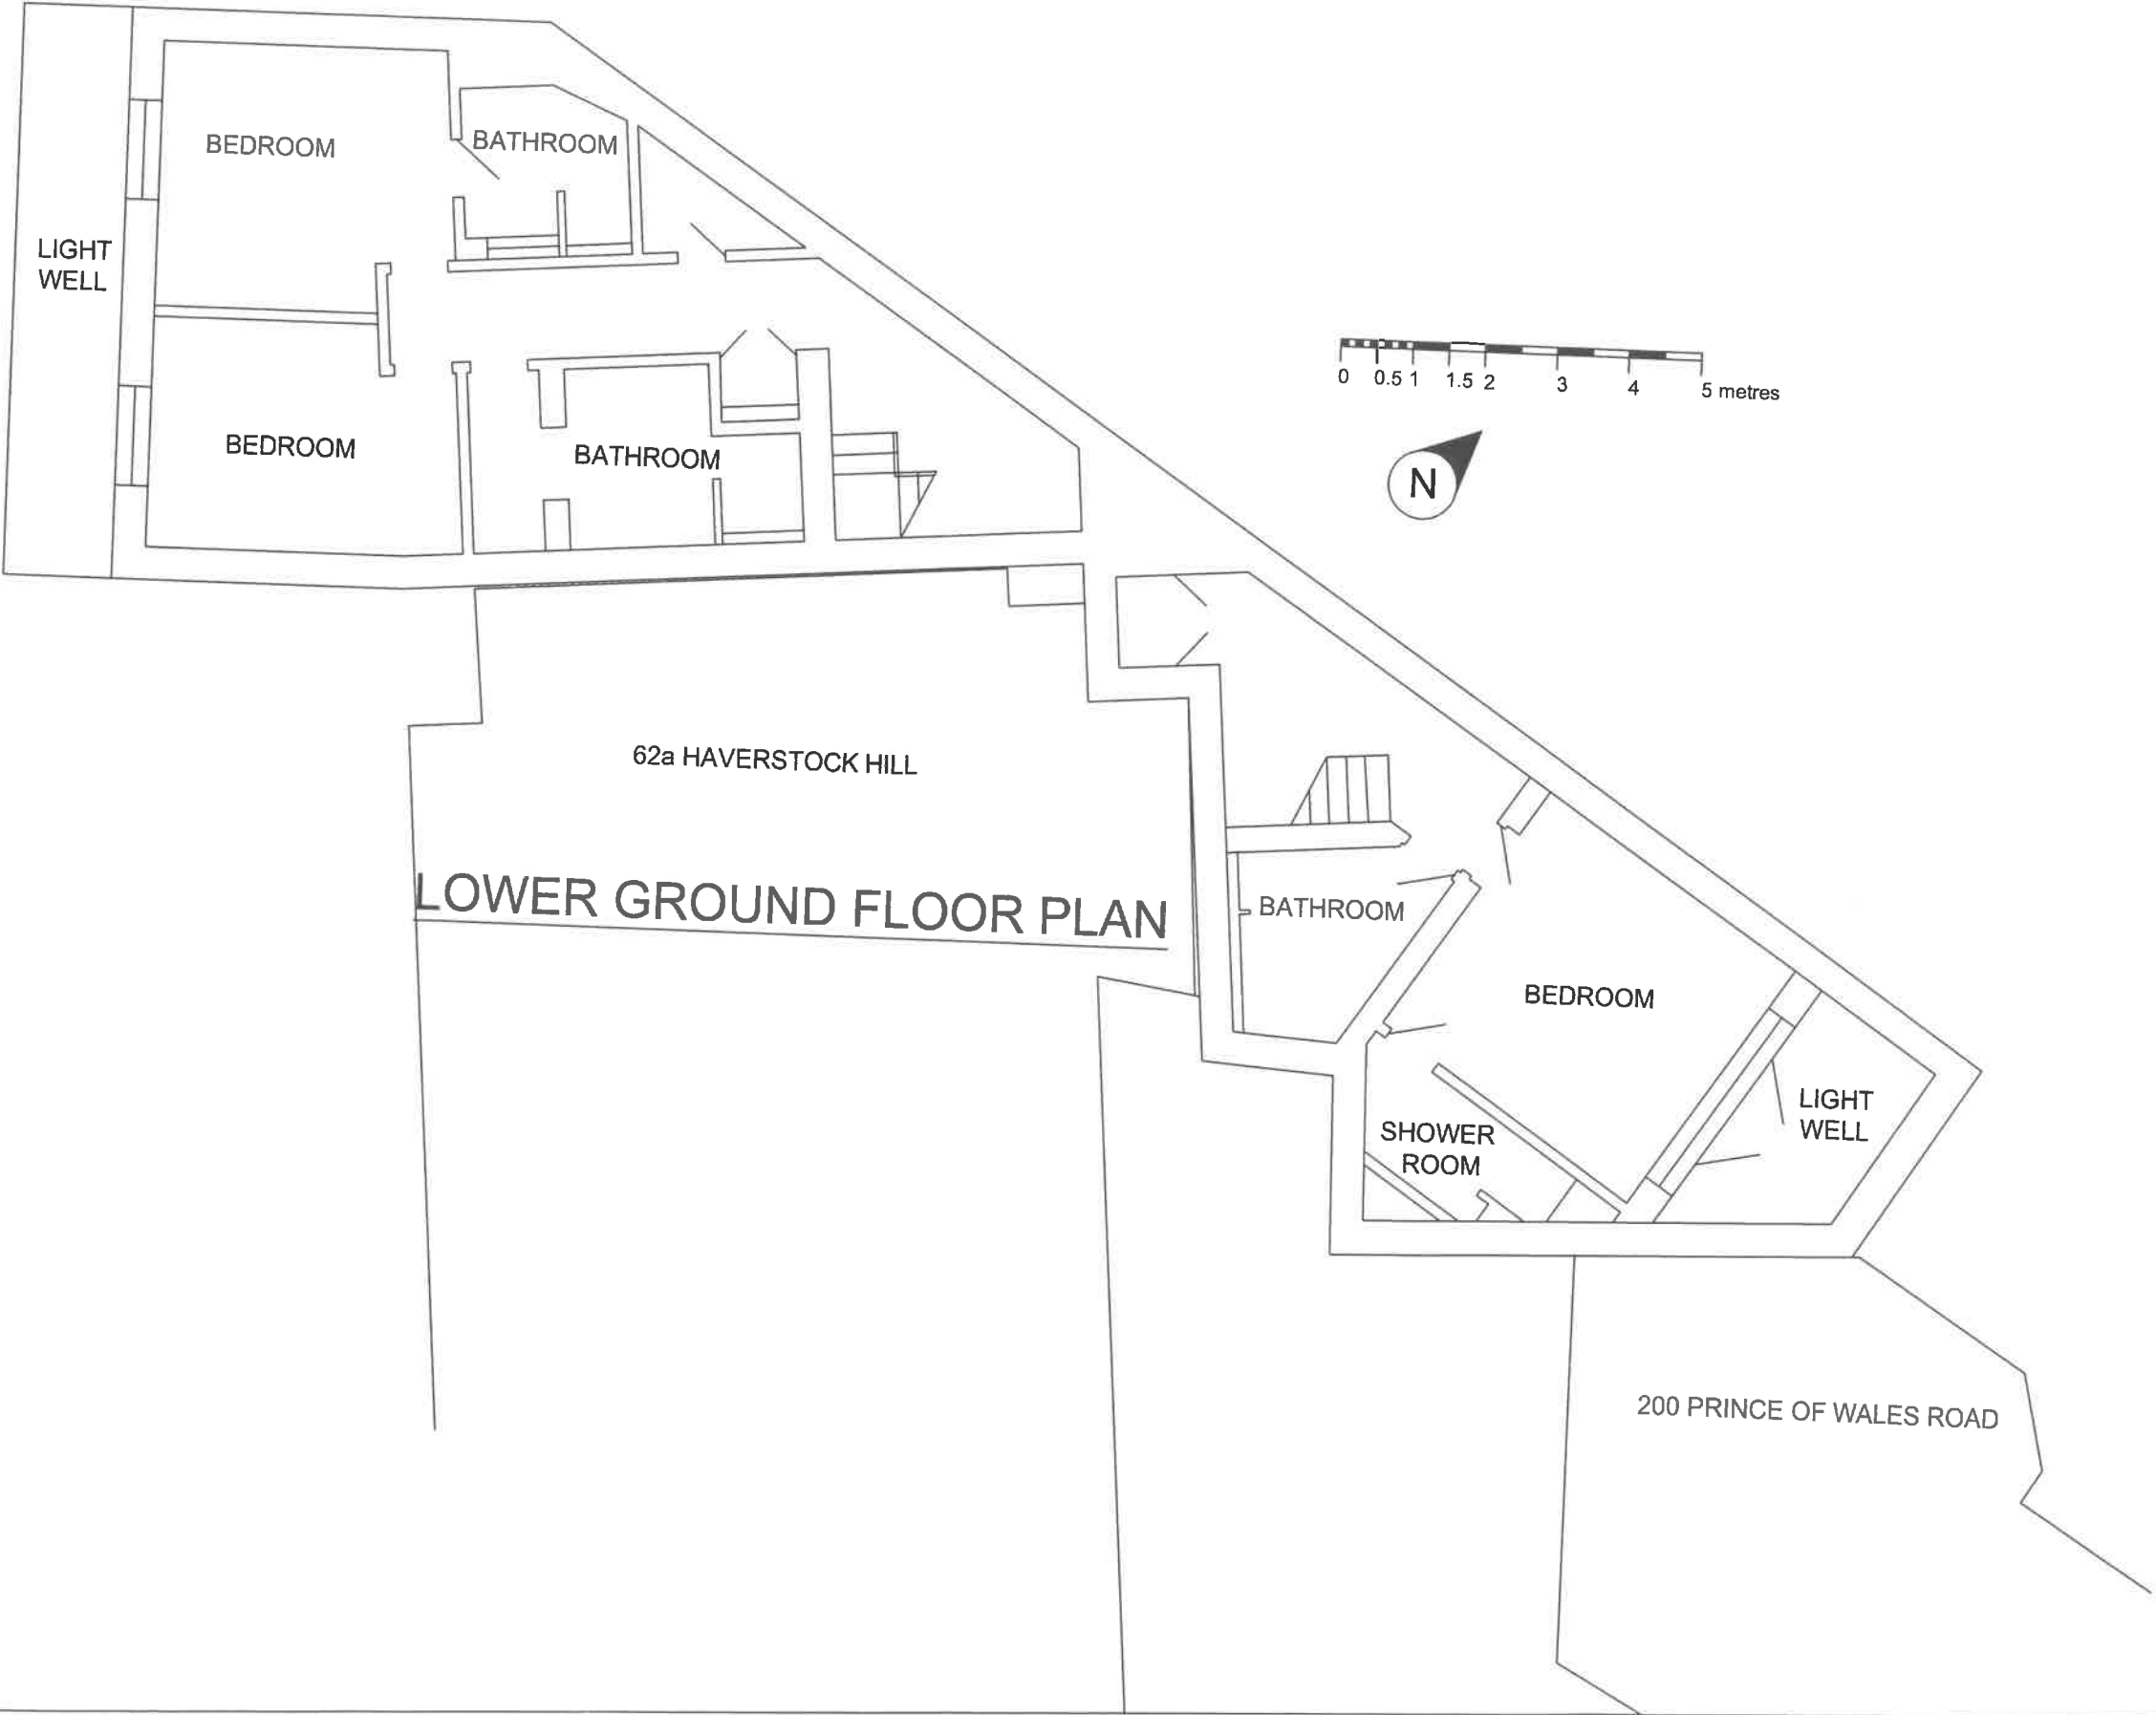 BEDROOM
BATHROOM
LIGHT
WELL
0 0.5 1 1.5 2 3 4 5 metres
N
BEDROOM
BATHROOM
62a HAVERSTOCK HILL
LOWER GROUND FLOOR PLAN
BATHROOM
BEDROOM
LIGHT
WELL
SHOWER
ROOM
200 PRINCE OF WALES ROAD